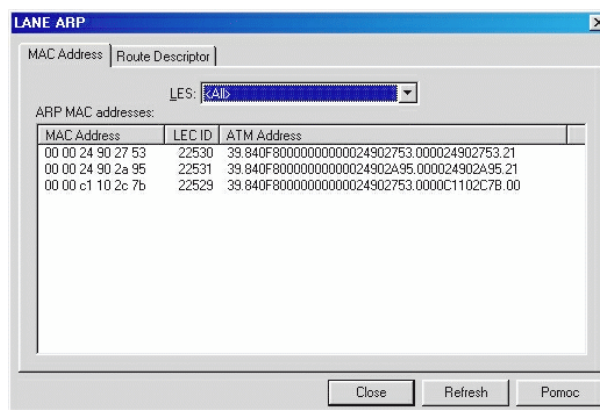 LANE ARP
MAC Address Route Descriptor
LES: <All>
ARP MAC addresses:
MAC Address LEC ID ATM Address
00 00 24 90 27 53 22530 39.840F80000000000024902753.000024902753.21
00 00 24 90 2a 95 22531 39.840F80000000000024902A95.000024902A95.21
00 00 c1 10 2c 7b 22529 39.840F80000000000024902753.0000C1102C7B.00
Close Refresh Pomoc